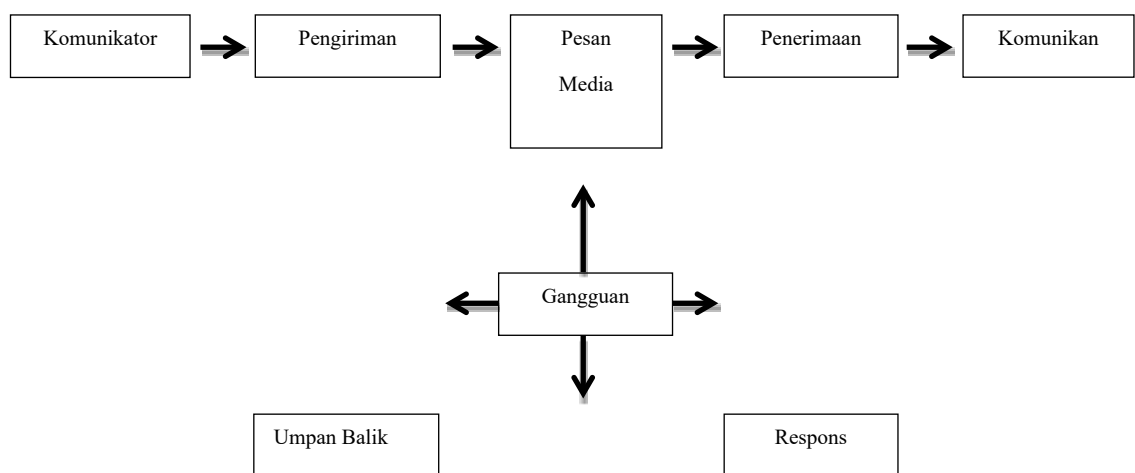 Komunikator
Pengiriman
Pesan
Media
Penerimaan
Komunikan
Gangguan
Umpan Balik
Respons